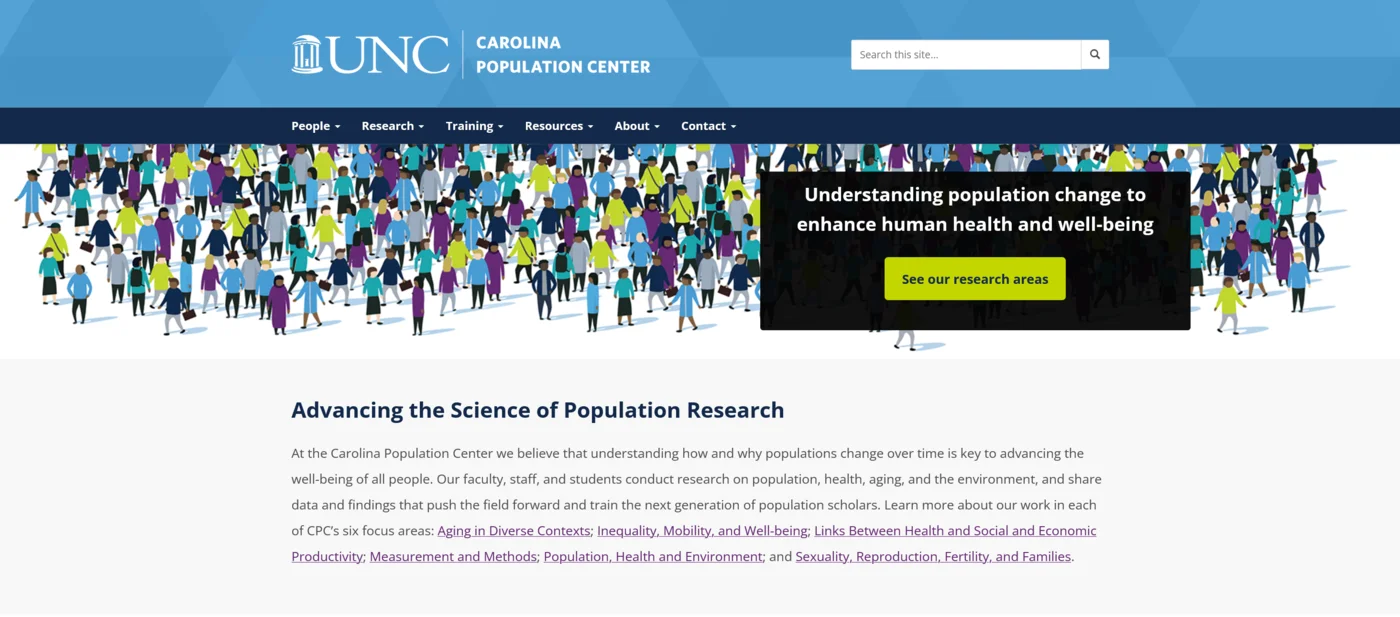 UNC
CAROLINA
POPULATION CENTER
Search this site...
People
Research
Training
Resources
About
Contact
Understanding population change to
enhance human health and well-being
See our research areas
Advancing the Science of Population Research
At the Carolina Population Center we believe that understanding how and why populations change over time is key to advancing the
well-being of all people. Our faculty, staff, and students conduct research on population, health, aging, and the environment, and share
data and findings that push the field forward and train the next generation of population scholars. Learn more about our work in each
of CPC’s six focus areas: Aging in Diverse Contexts; Inequality, Mobility, and Well-being; Links Between Health and Social and Economic
Productivity; Measurement and Methods; Population, Health and Environment; and Sexuality, Reproduction, Fertility, and Families.